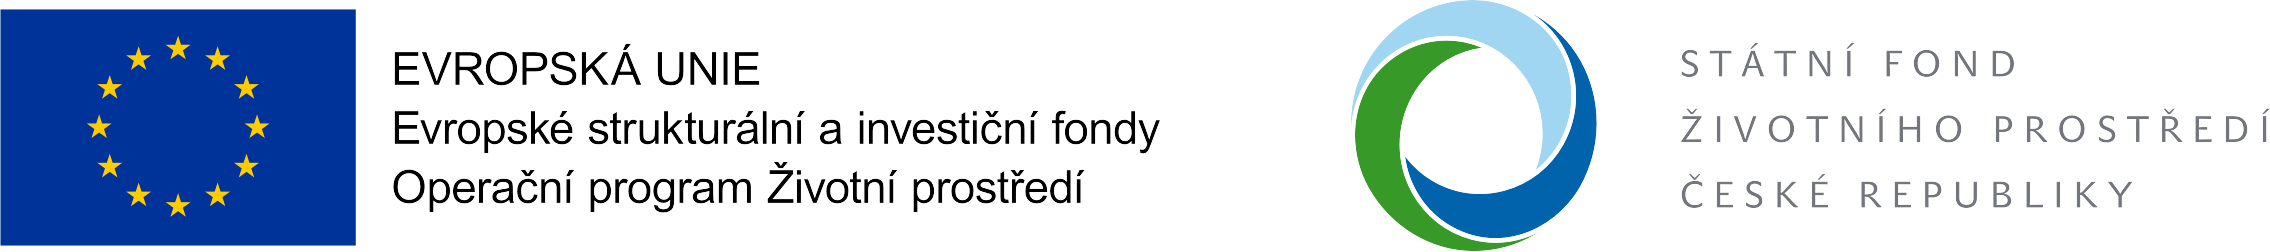 EVROPSKÁ UNIE
Evropské strukturální a investiční fondy
Operační program Životní prostředí
STÁTNÍ FOND
ŽIVOTNÍHO PROSTŘEDÍ
ČESKÉ REPUBLIKY